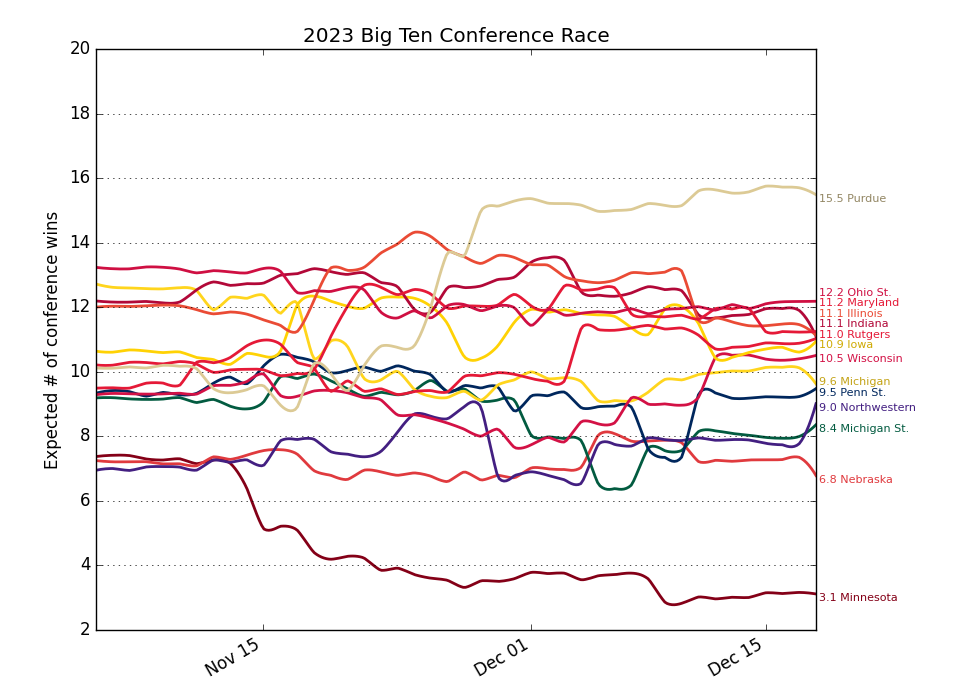 2023 Big Ten Conference Race
Expected # of conference wins
20
18
16
14
12
10
8
6
4
2
15.5 Purdue
12.2 Ohio St.
11.2 Maryland
11.1 Illinois
11.1 Indiana
11.0 Rutgers
10.9 Iowa
10.5 Wisconsin
9.6 Michigan
9.5 Penn St.
9.0 Northwestern
8.4 Michigan St.
6.8 Nebraska
3.1 Minnesota
Nov 15
Dec 01
Dec 15